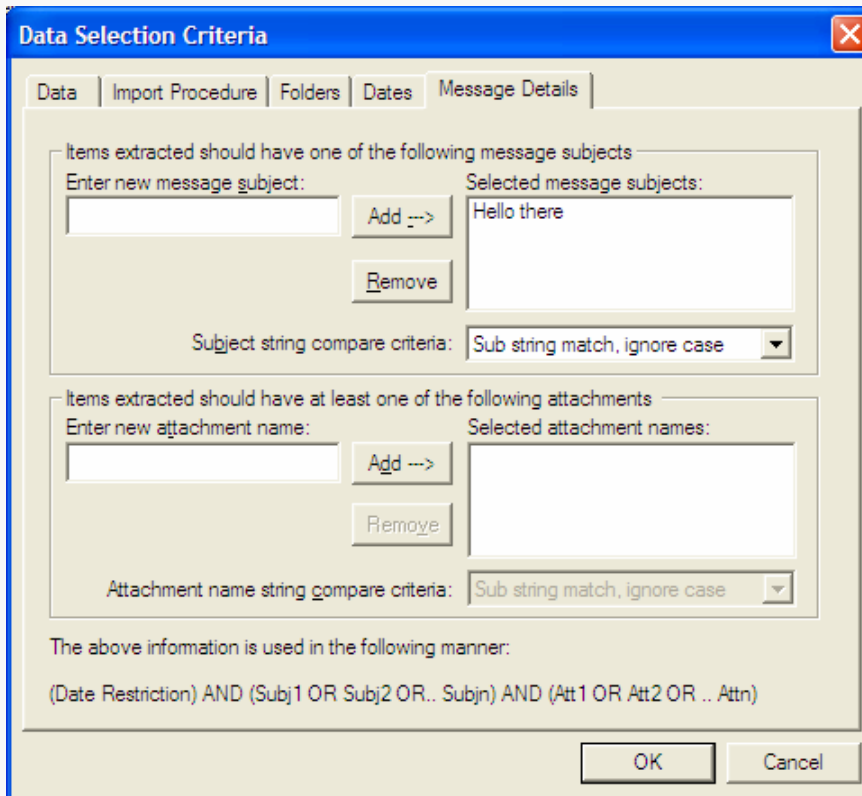 Data Selection Criteria
Data Import Procedure Folders Dates Message Details
Items extracted should have one of the following message subjects
Enter new message subject: Selected message subjects:
Add --->
Hello there
Remove
Subject string compare criteria: Sub string match, ignore case
Items extracted should have at least one of the following attachments
Enter new attachment name: Selected attachment names:
Add --->
Remove
Attachment name string compare criteria: Sub string match, ignore case
The above information is used in the following manner:
(Date Restriction) AND (Subj1 OR Subj2 OR.. Subjn) AND (Att1 OR Att2 OR .. Attn)
OK Cancel